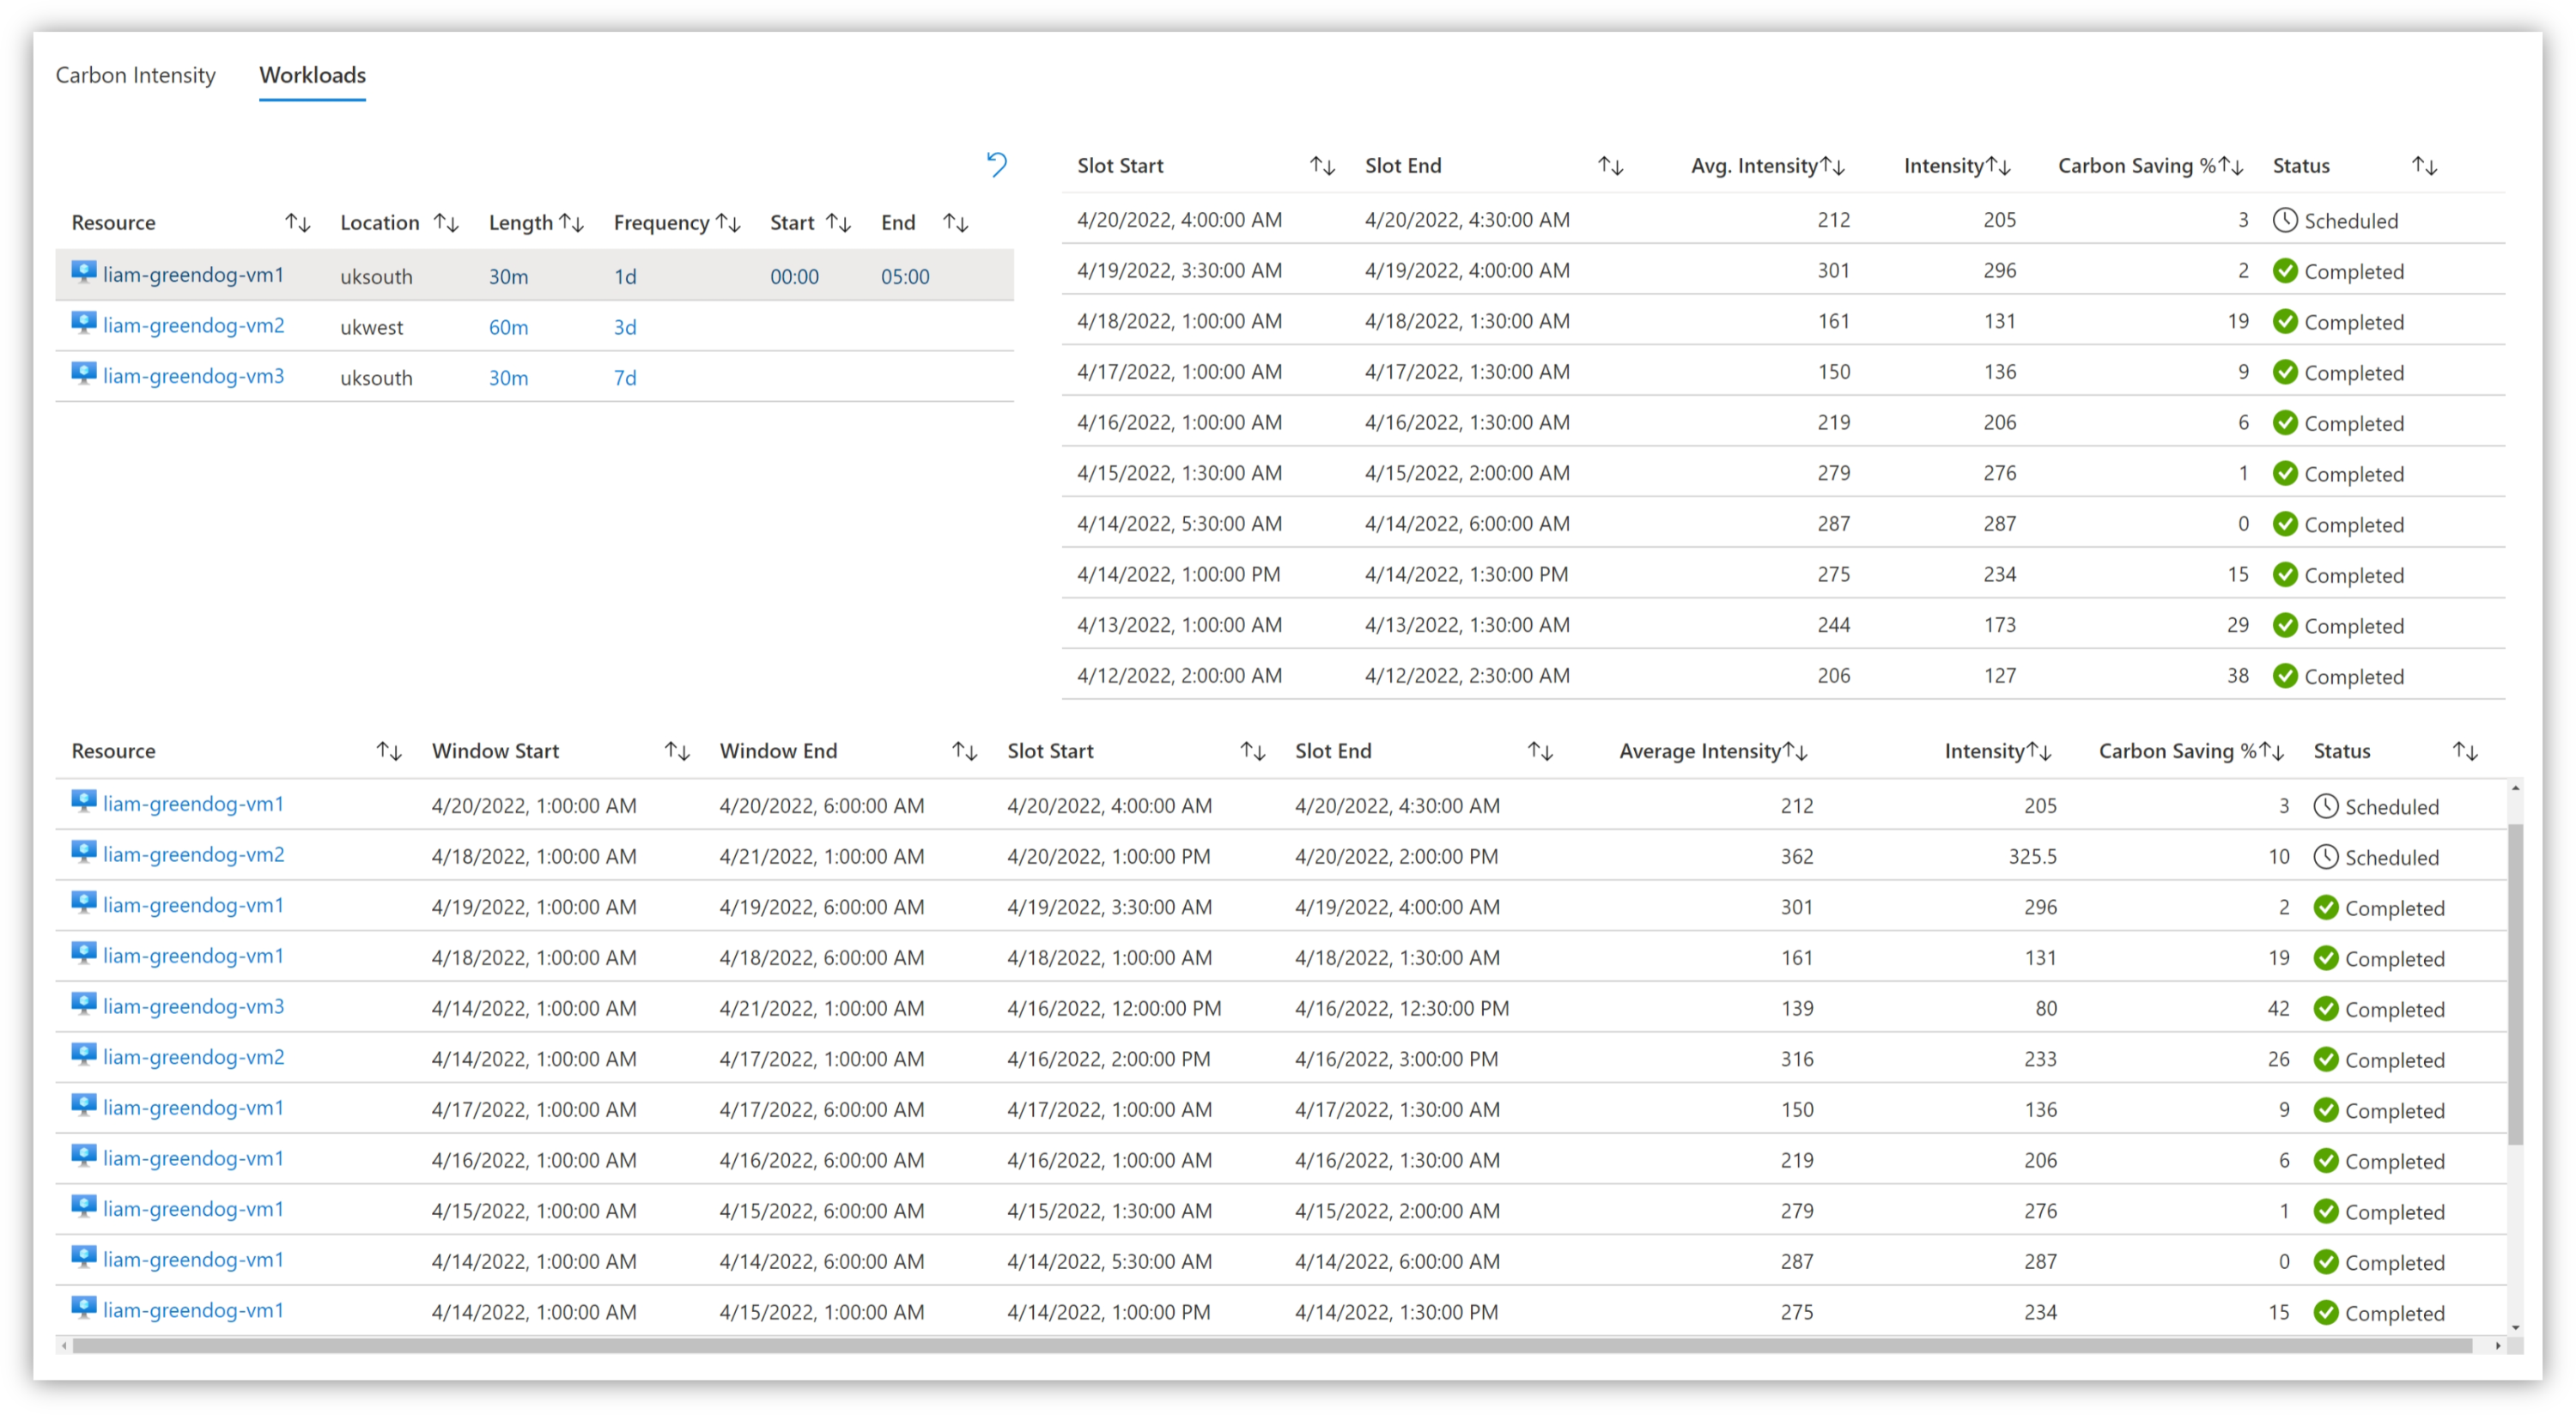 Carbon Intensity Workloads
Resource Location Length Frequency Start End
liam-greendog-vm1 uksouth 30m 1d 00:00 05:00
liam-greendog-vm2 ukwest 60m 3d
liam-greendog-vm3 uksouth 30m 7d
Slot Start Slot End Avg. Intensity Intensity Carbon Saving % Status
4/20/2022, 4:00:00 AM 4/20/2022, 4:30:00 AM 212 205 3 Scheduled
4/19/2022, 3:30:00 AM 4/19/2022, 4:00:00 AM 301 296 2 Completed
4/18/2022, 1:00:00 AM 4/18/2022, 1:30:00 AM 161 131 19 Completed
4/17/2022, 1:00:00 AM 4/17/2022, 1:30:00 AM 150 136 9 Completed
4/16/2022, 1:00:00 AM 4/16/2022, 1:30:00 AM 219 206 6 Completed
4/15/2022, 1:30:00 AM 4/15/2022, 2:00:00 AM 279 276 1 Completed
4/14/2022, 5:30:00 AM 4/14/2022, 6:00:00 AM 287 287 0 Completed
4/14/2022, 1:00:00 PM 4/14/2022, 1:30:00 PM 275 234 15 Completed
4/13/2022, 1:00:00 AM 4/13/2022, 1:30:00 AM 244 173 29 Completed
4/12/2022, 2:00:00 AM 4/12/2022, 2:30:00 AM 206 127 38 Completed
Resource Window Start Window End Slot Start Slot End Average Intensity Intensity Carbon Saving % Status
liam-greendog-vm1 4/20/2022, 1:00:00 AM 4/20/2022, 6:00:00 AM 4/20/2022, 4:00:00 AM 4/20/2022, 4:30:00 AM 212 205 3 Scheduled
liam-greendog-vm2 4/18/2022, 1:00:00 AM 4/21/2022, 1:00:00 AM 4/20/2022, 1:00:00 PM 4/20/2022, 2:00:00 PM 362 325.5 10 Scheduled
liam-greendog-vm1 4/19/2022, 1:00:00 AM 4/19/2022, 6:00:00 AM 4/19/2022, 3:30:00 AM 4/19/2022, 4:00:00 AM 301 296 2 Completed
liam-greendog-vm1 4/18/2022, 1:00:00 AM 4/18/2022, 6:00:00 AM 4/18/2022, 1:00:00 AM 4/18/2022, 1:30:00 AM 161 131 19 Completed
liam-greendog-vm3 4/14/2022, 1:00:00 AM 4/21/2022, 1:00:00 AM 4/16/2022, 12:00:00 PM 4/16/2022, 12:30:00 PM 139 80 42 Completed
liam-greendog-vm2 4/14/2022, 1:00:00 AM 4/17/2022, 1:00:00 AM 4/16/2022, 2:00:00 PM 4/16/2022, 3:00:00 PM 316 233 26 Completed
liam-greendog-vm1 4/17/2022, 1:00:00 AM 4/17/2022, 6:00:00 AM 4/17/2022, 1:00:00 AM 4/17/2022, 1:30:00 AM 150 136 9 Completed
liam-greendog-vm1 4/16/2022, 1:00:00 AM 4/16/2022, 6:00:00 AM 4/16/2022, 1:00:00 AM 4/16/2022, 1:30:00 AM 219 206 6 Completed
liam-greendog-vm1 4/15/2022, 1:00:00 AM 4/15/2022, 6:00:00 AM 4/15/2022, 1:30:00 AM 4/15/2022, 2:00:00 AM 279 276 1 Completed
liam-greendog-vm1 4/14/2022, 1:00:00 AM 4/14/2022, 6:00:00 AM 4/14/2022, 5:30:00 AM 4/14/2022, 6:00:00 AM 287 287 0 Completed
liam-greendog-vm1 4/14/2022, 1:00:00 AM 4/15/2022, 1:00:00 AM 4/14/2022, 1:00:00 PM 4/14/2022, 1:30:00 PM 275 234 15 Completed